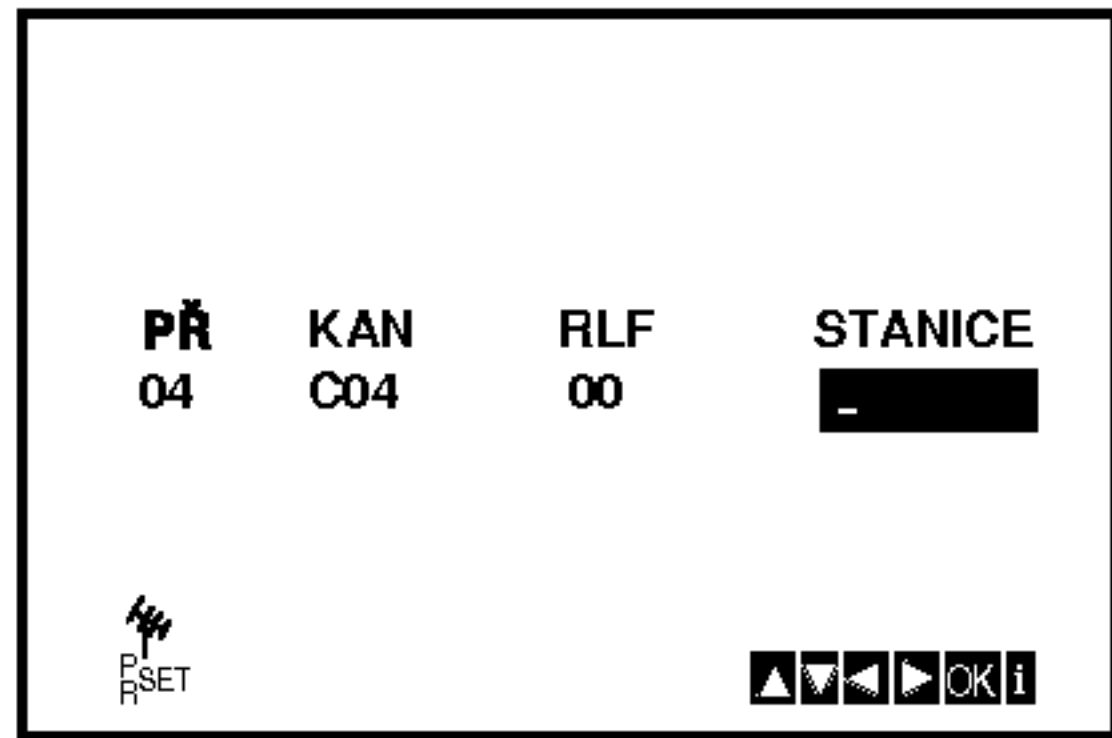 PŘ KAN RLF STANICE
04 C04 00 _
PR SET
▲ ▼ ◀ ▶ OK i